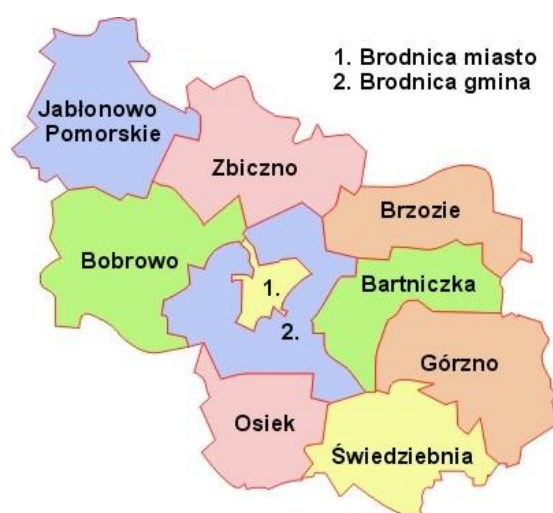 1. Brodnica miasto
2. Brodnica gmina
Jabłonowo
Pomorskie
Zbiczno
Brzozie
Bobrowo
Bartniczka
1.
2.
Górzno
Osiek
Świedziebnia